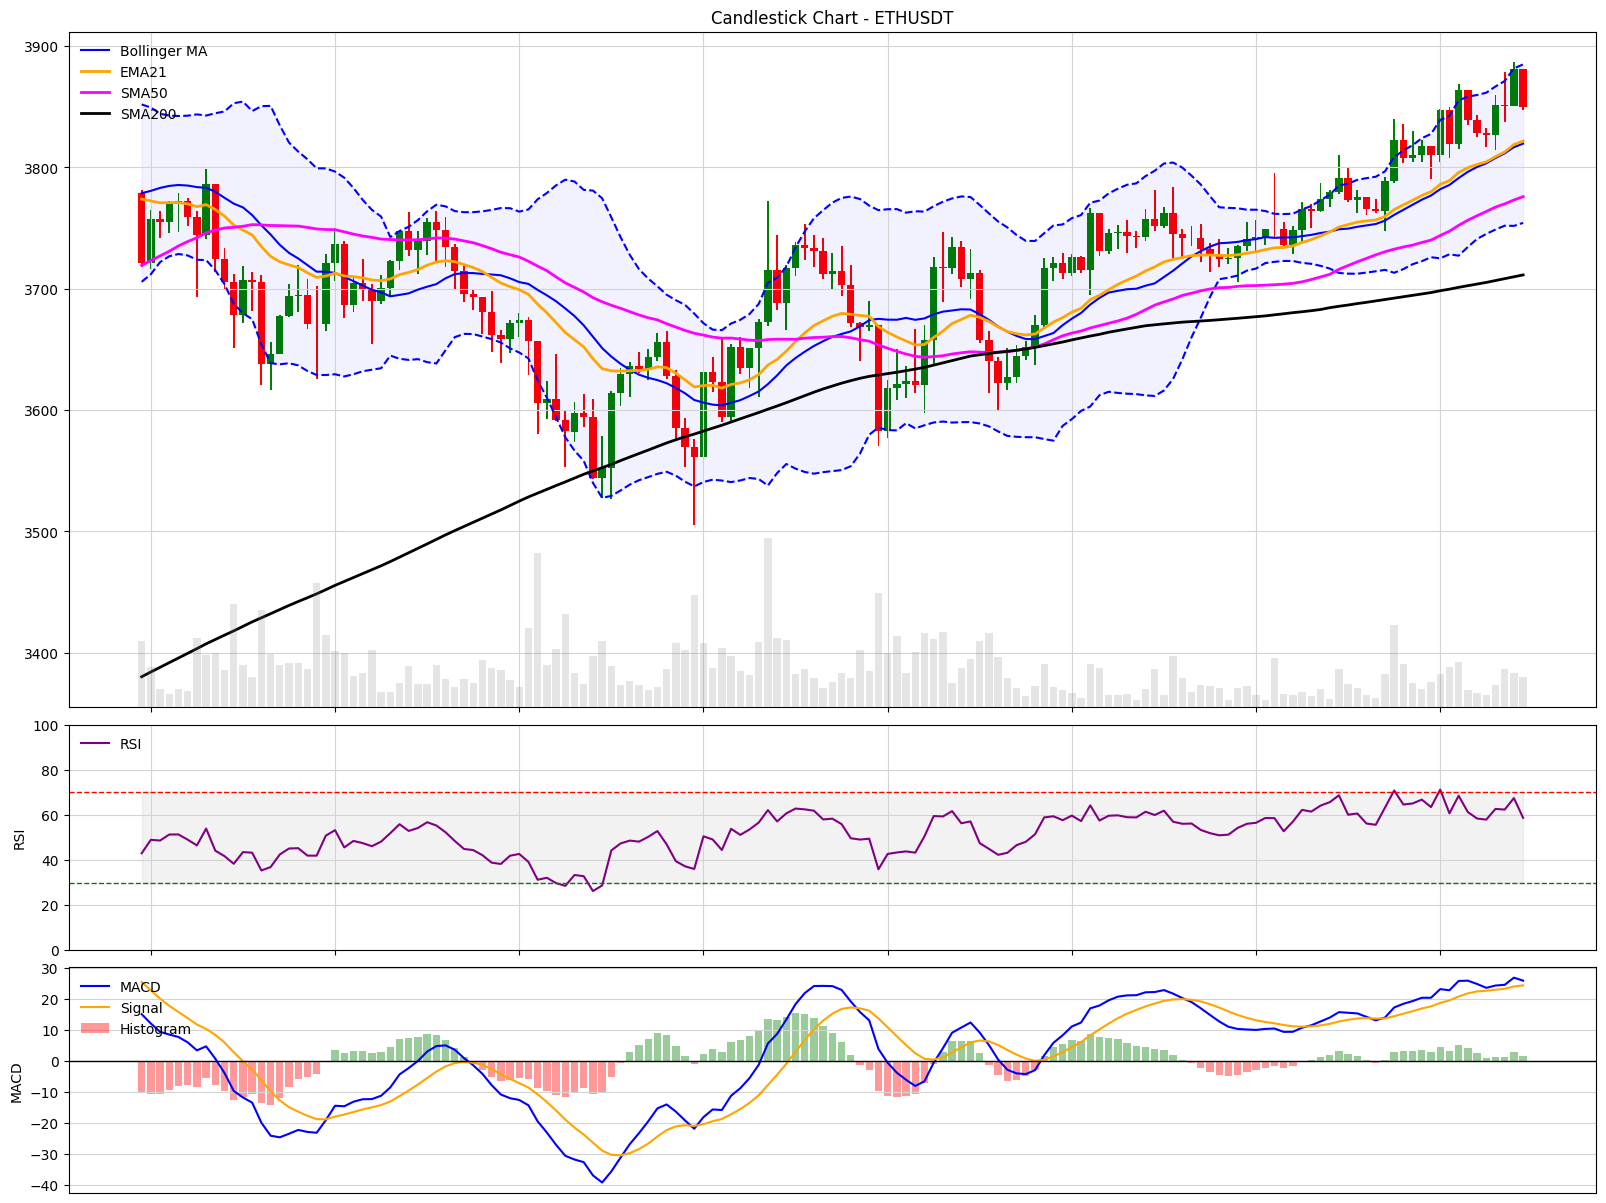 Candlestick Chart - ETHUSDT
Bollinger MA
EMA21
SMA50
SMA200
3900
3800
3700
3600
3500
3400
RSI
RSI
100
80
60
40
20
0
MACD
Signal
Histogram
MACD
30
20
10
0
−10
−20
−30
−40